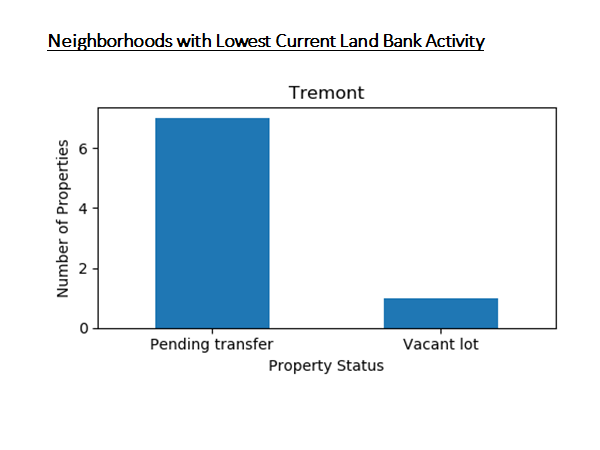 Neighborhoods with Lowest Current Land Bank Activity
Tremont
Number of Properties
6
4
2
0
Pending transfer
Vacant lot
Property Status